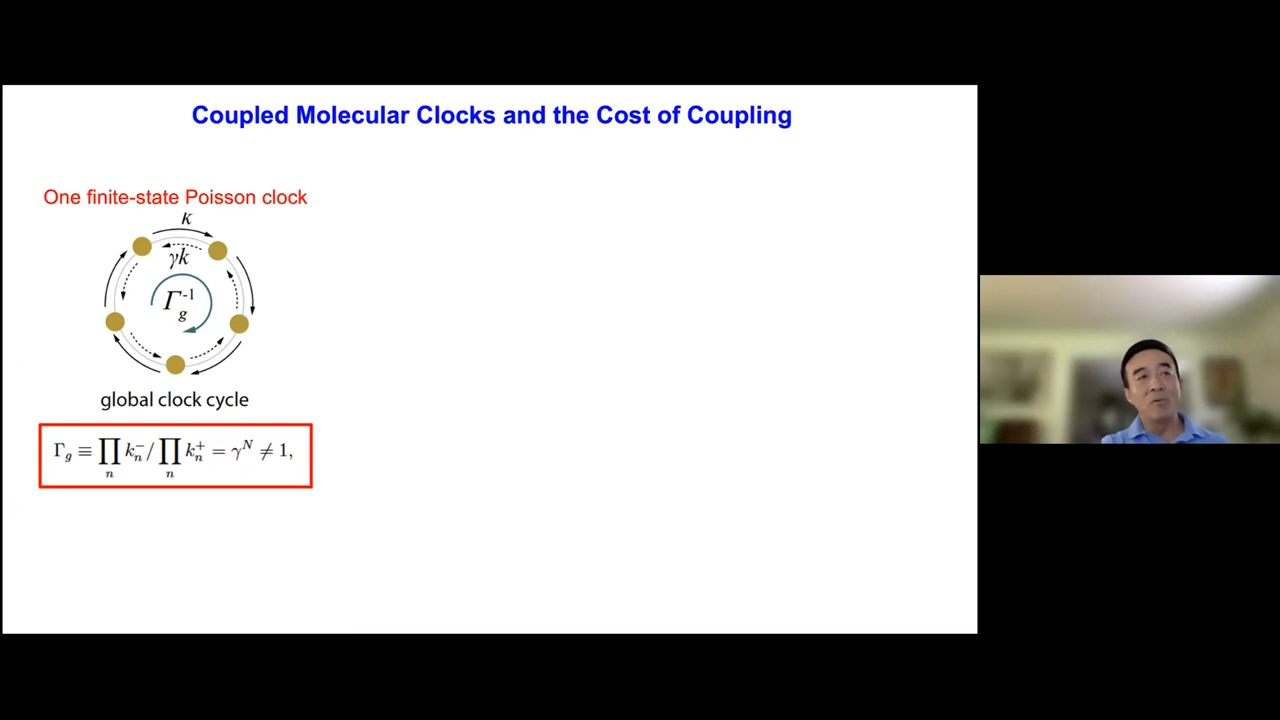 Coupled Molecular Clocks and the Cost of Coupling
One finite-state Poisson clock
k
γk
Γ_g^{-1}
global clock cycle
Γ_g ≡ ∏_n k_n^- / ∏_n k_n^+ = γ^N ≠ 1,